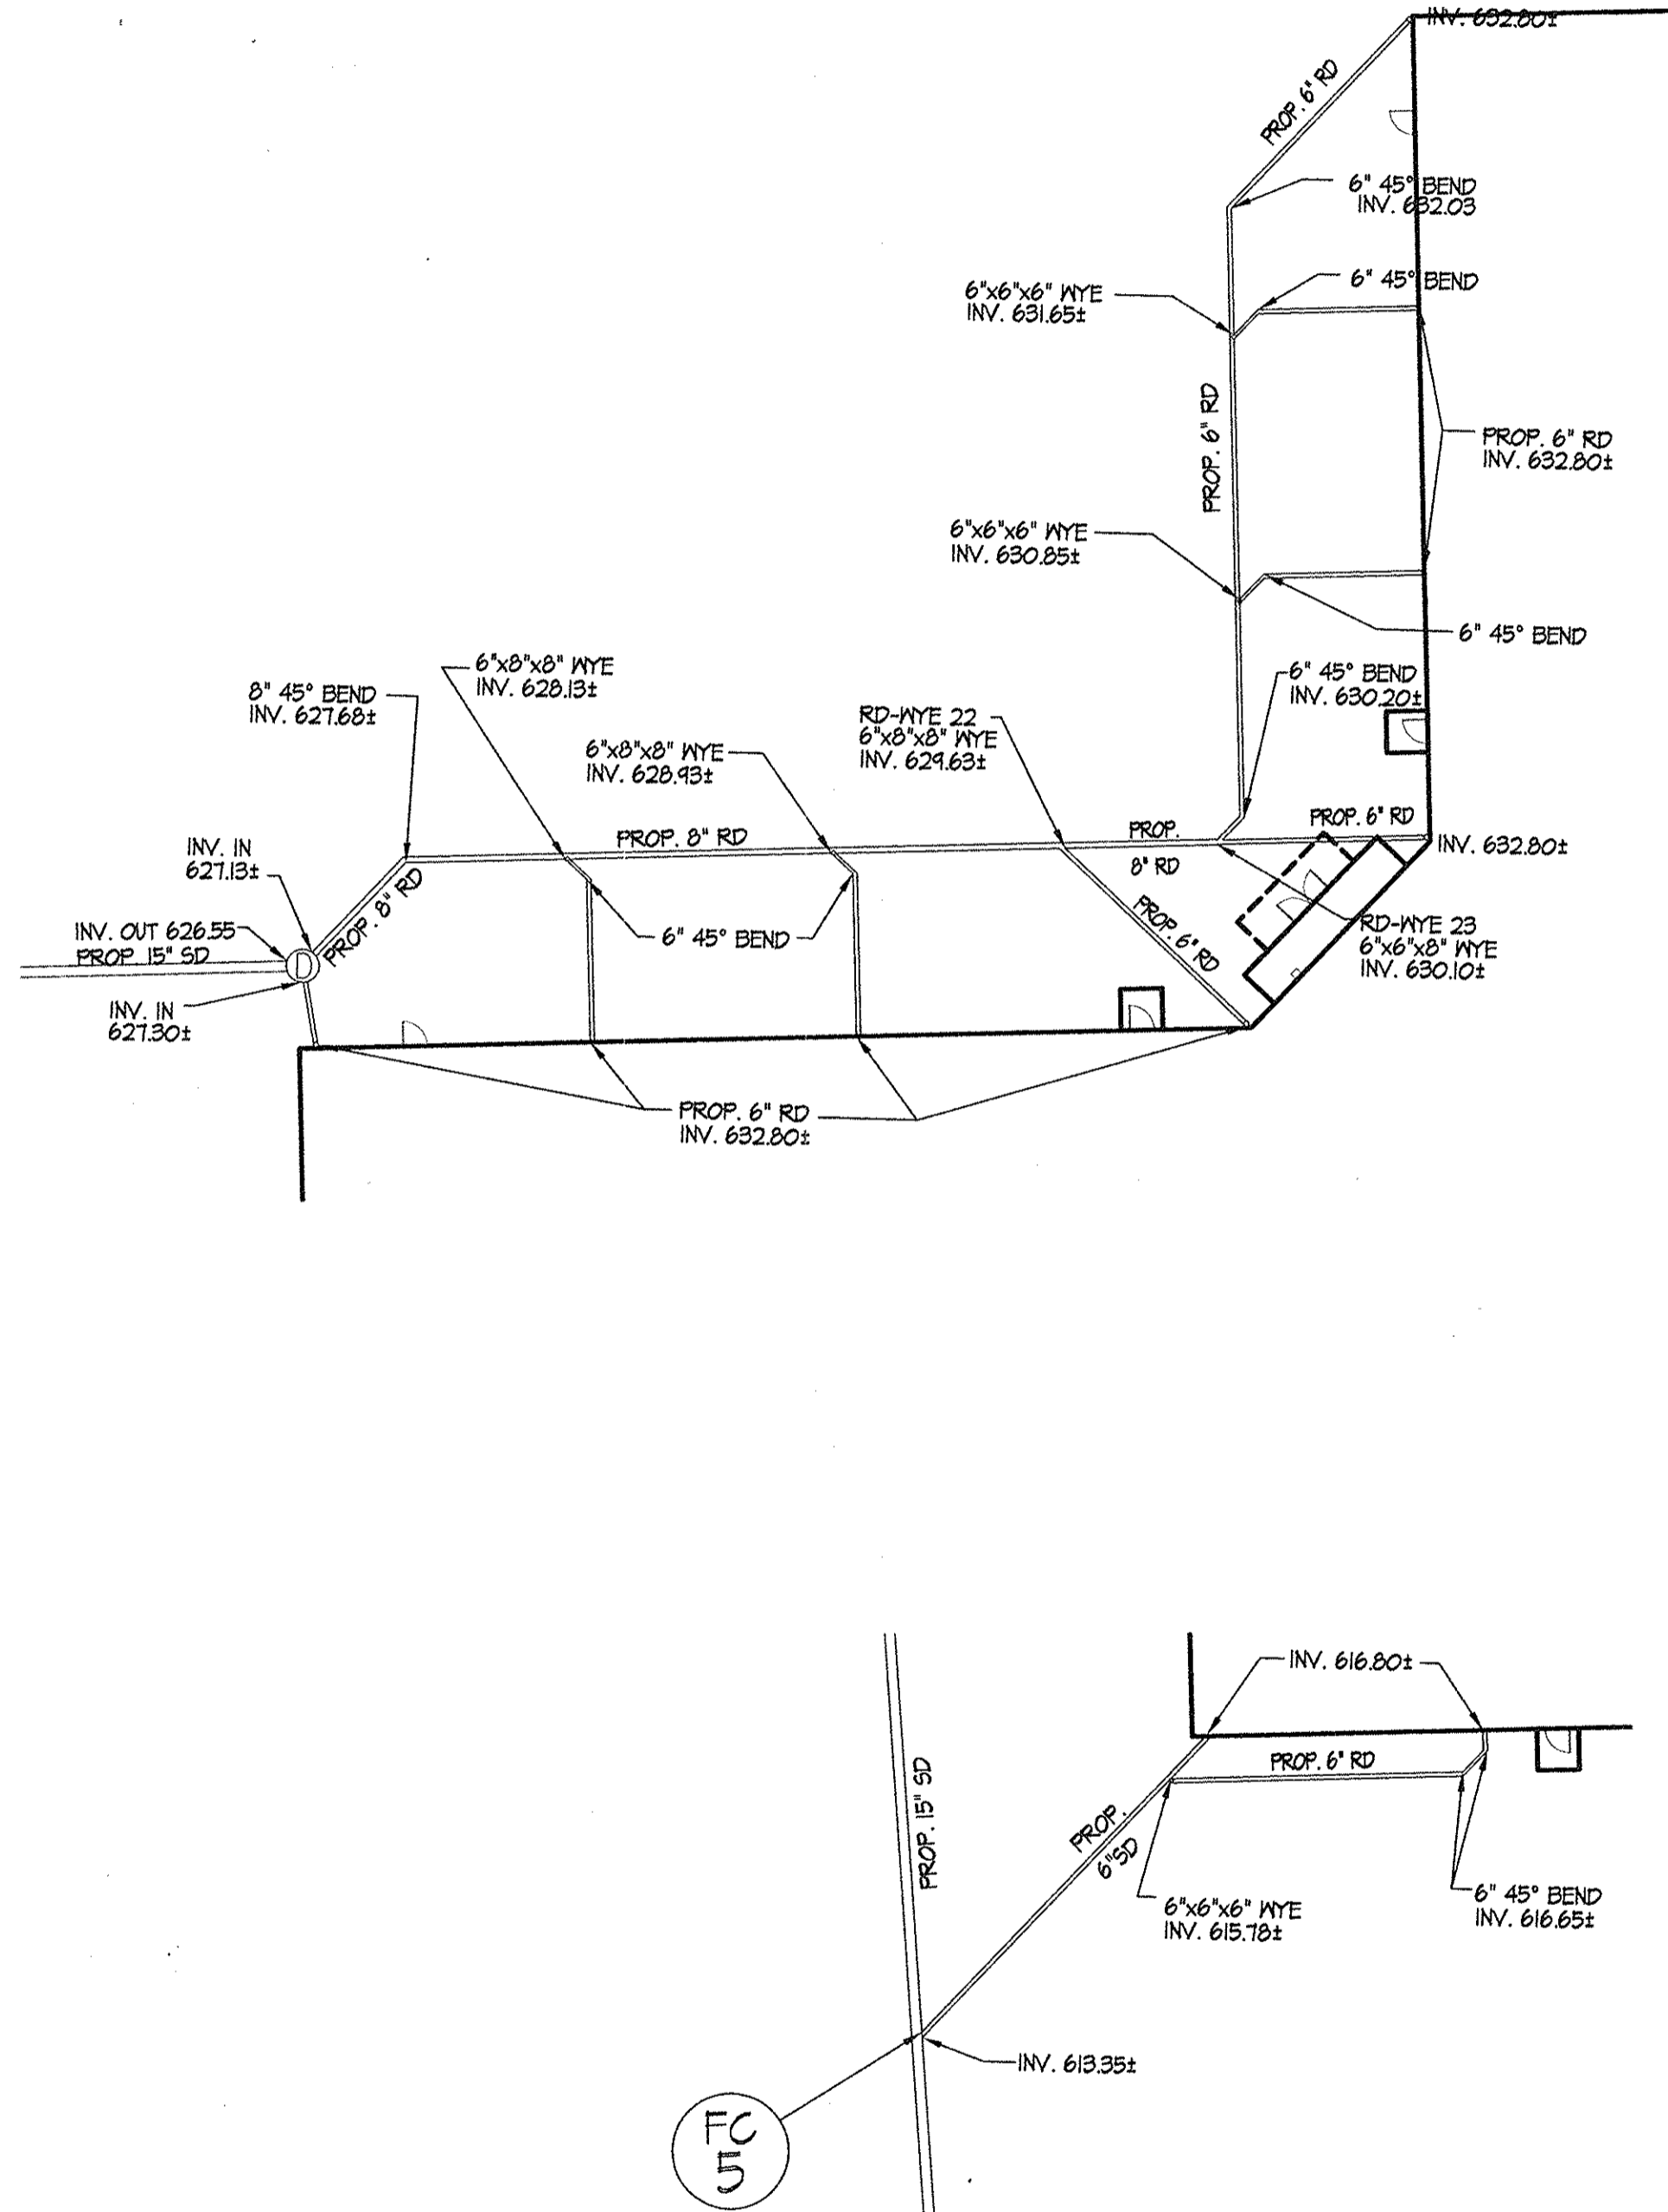 INV. 632.80±
PROP. 6" RD
6" 45° BEND
INV. 632.03
6" 45° BEND
6"x6"x6" WYE
INV. 631.65±
PROP. 6" RD
PROP. 6" RD
INV. 632.80±
6"x6"x6" WYE
INV. 630.85±
6" 45° BEND
6"x8"x8" WYE
INV. 628.13±
6" 45° BEND
INV. 630.20±
8" 45° BEND
INV. 627.68±
RD-WYE 22
6"x8"x8" WYE
INV. 629.63±
6"x8"x8" WYE
INV. 628.93±
PROP. 8" RD
PROP.
8" RD
PROP. 6" RD
INV. 632.80±
INV. IN
627.13±
PROP. 8" RD
PROP. 6" RD
INV. OUT 626.55
PROP. 15" SD
D
6" 45° BEND
RD-WYE 23
6"x6"x8" WYE
INV. 630.10±
INV. IN
627.30±
PROP. 6" RD
INV. 632.80±
INV. 616.80±
PROP. 6" RD
PROP. 15" SD
PROP.
6"SD
6"x6"x6" WYE
INV. 615.78±
6" 45° BEND
INV. 616.65±
INV. 613.35±
FC
5